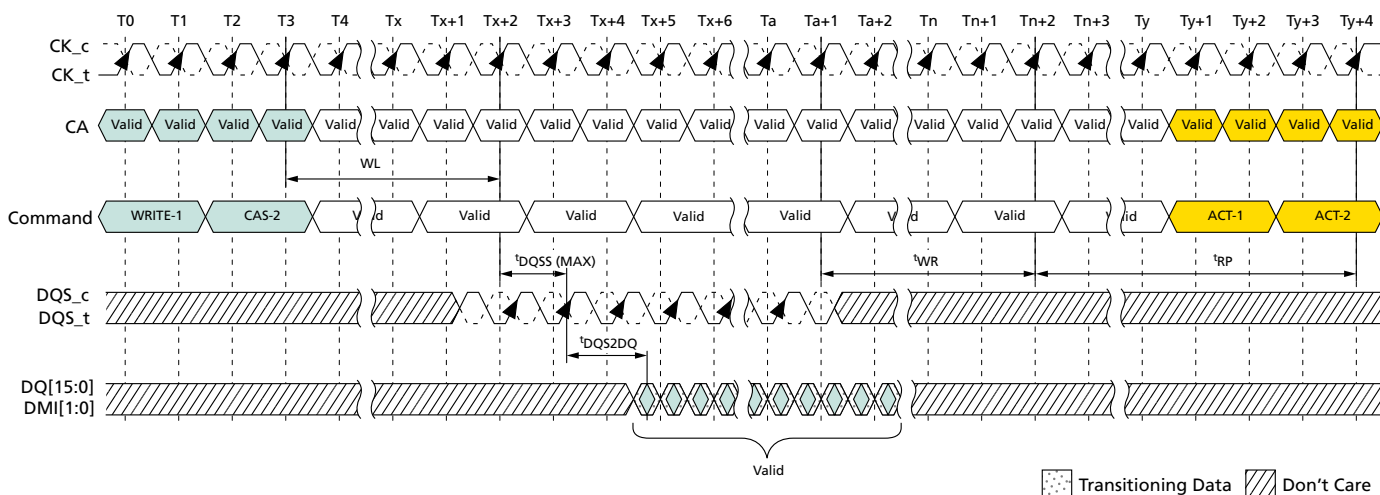 T0 T1 T2 T3 T4 Tx Tx+1 Tx+2 Tx+3 Tx+4 Tx+5 Tx+6 Ta Ta+1 Ta+2 Tn Tn+1 Tn+2 Tn+3 Ty Ty+1 Ty+2 Ty+3 Ty+4
CK_c
CK_t
CA Valid Valid Valid Valid Valid Valid Valid Valid Valid Valid Valid Valid Valid Valid Valid Valid Valid Valid Valid Valid Valid Valid Valid Valid
WL
Command WRITE-1 CAS-2 Valid Valid Valid Valid Valid Valid Valid Valid ACT-1 ACT-2
tDQSS (MAX) tWR tRP
DQS_c
DQS_t
tDQS2DQ
DQ[15:0]
DMI[1:0]
Valid
Transitioning Data Don't Care